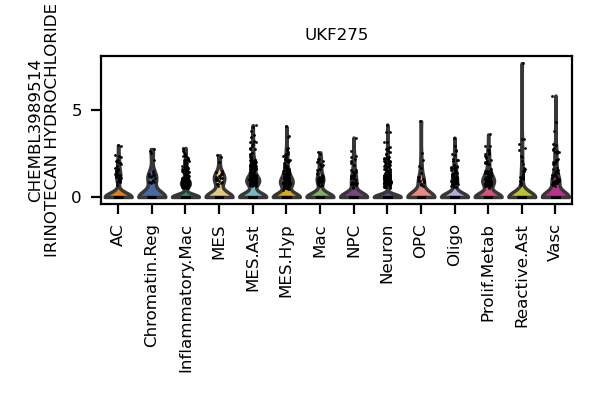 UKF275
CHEMBL3989514
IRINOTECAN HYDROCHLORIDE
5
0
AC
Chromatin.Reg
Inflammatory.Mac
MES
MES.Ast
MES.Hyp
Mac
NPC
Neuron
OPC
Oligo
Prolif.Metab
Reactive.Ast
Vasc